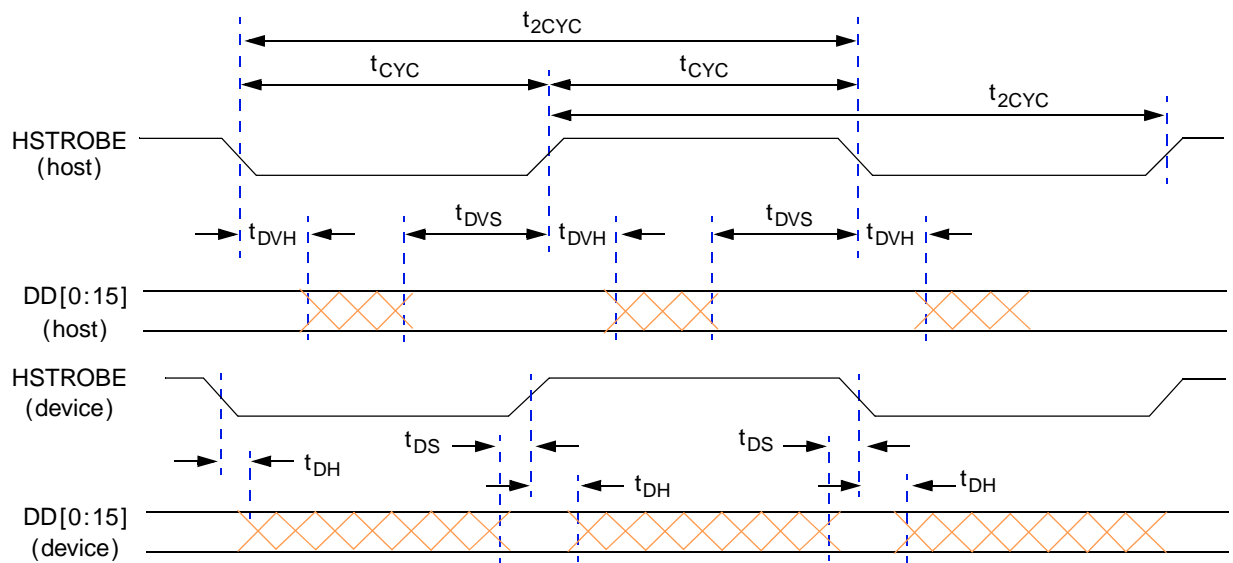 t2CYC
tCYC tCYC
t2CYC
HSTROBE
(host)
tDVH tDVS tDVH tDVS tDVH
DD[0:15]
(host)
HSTROBE
(device)
tDS tDS
tDH tDH tDH
DD[0:15]
(device)